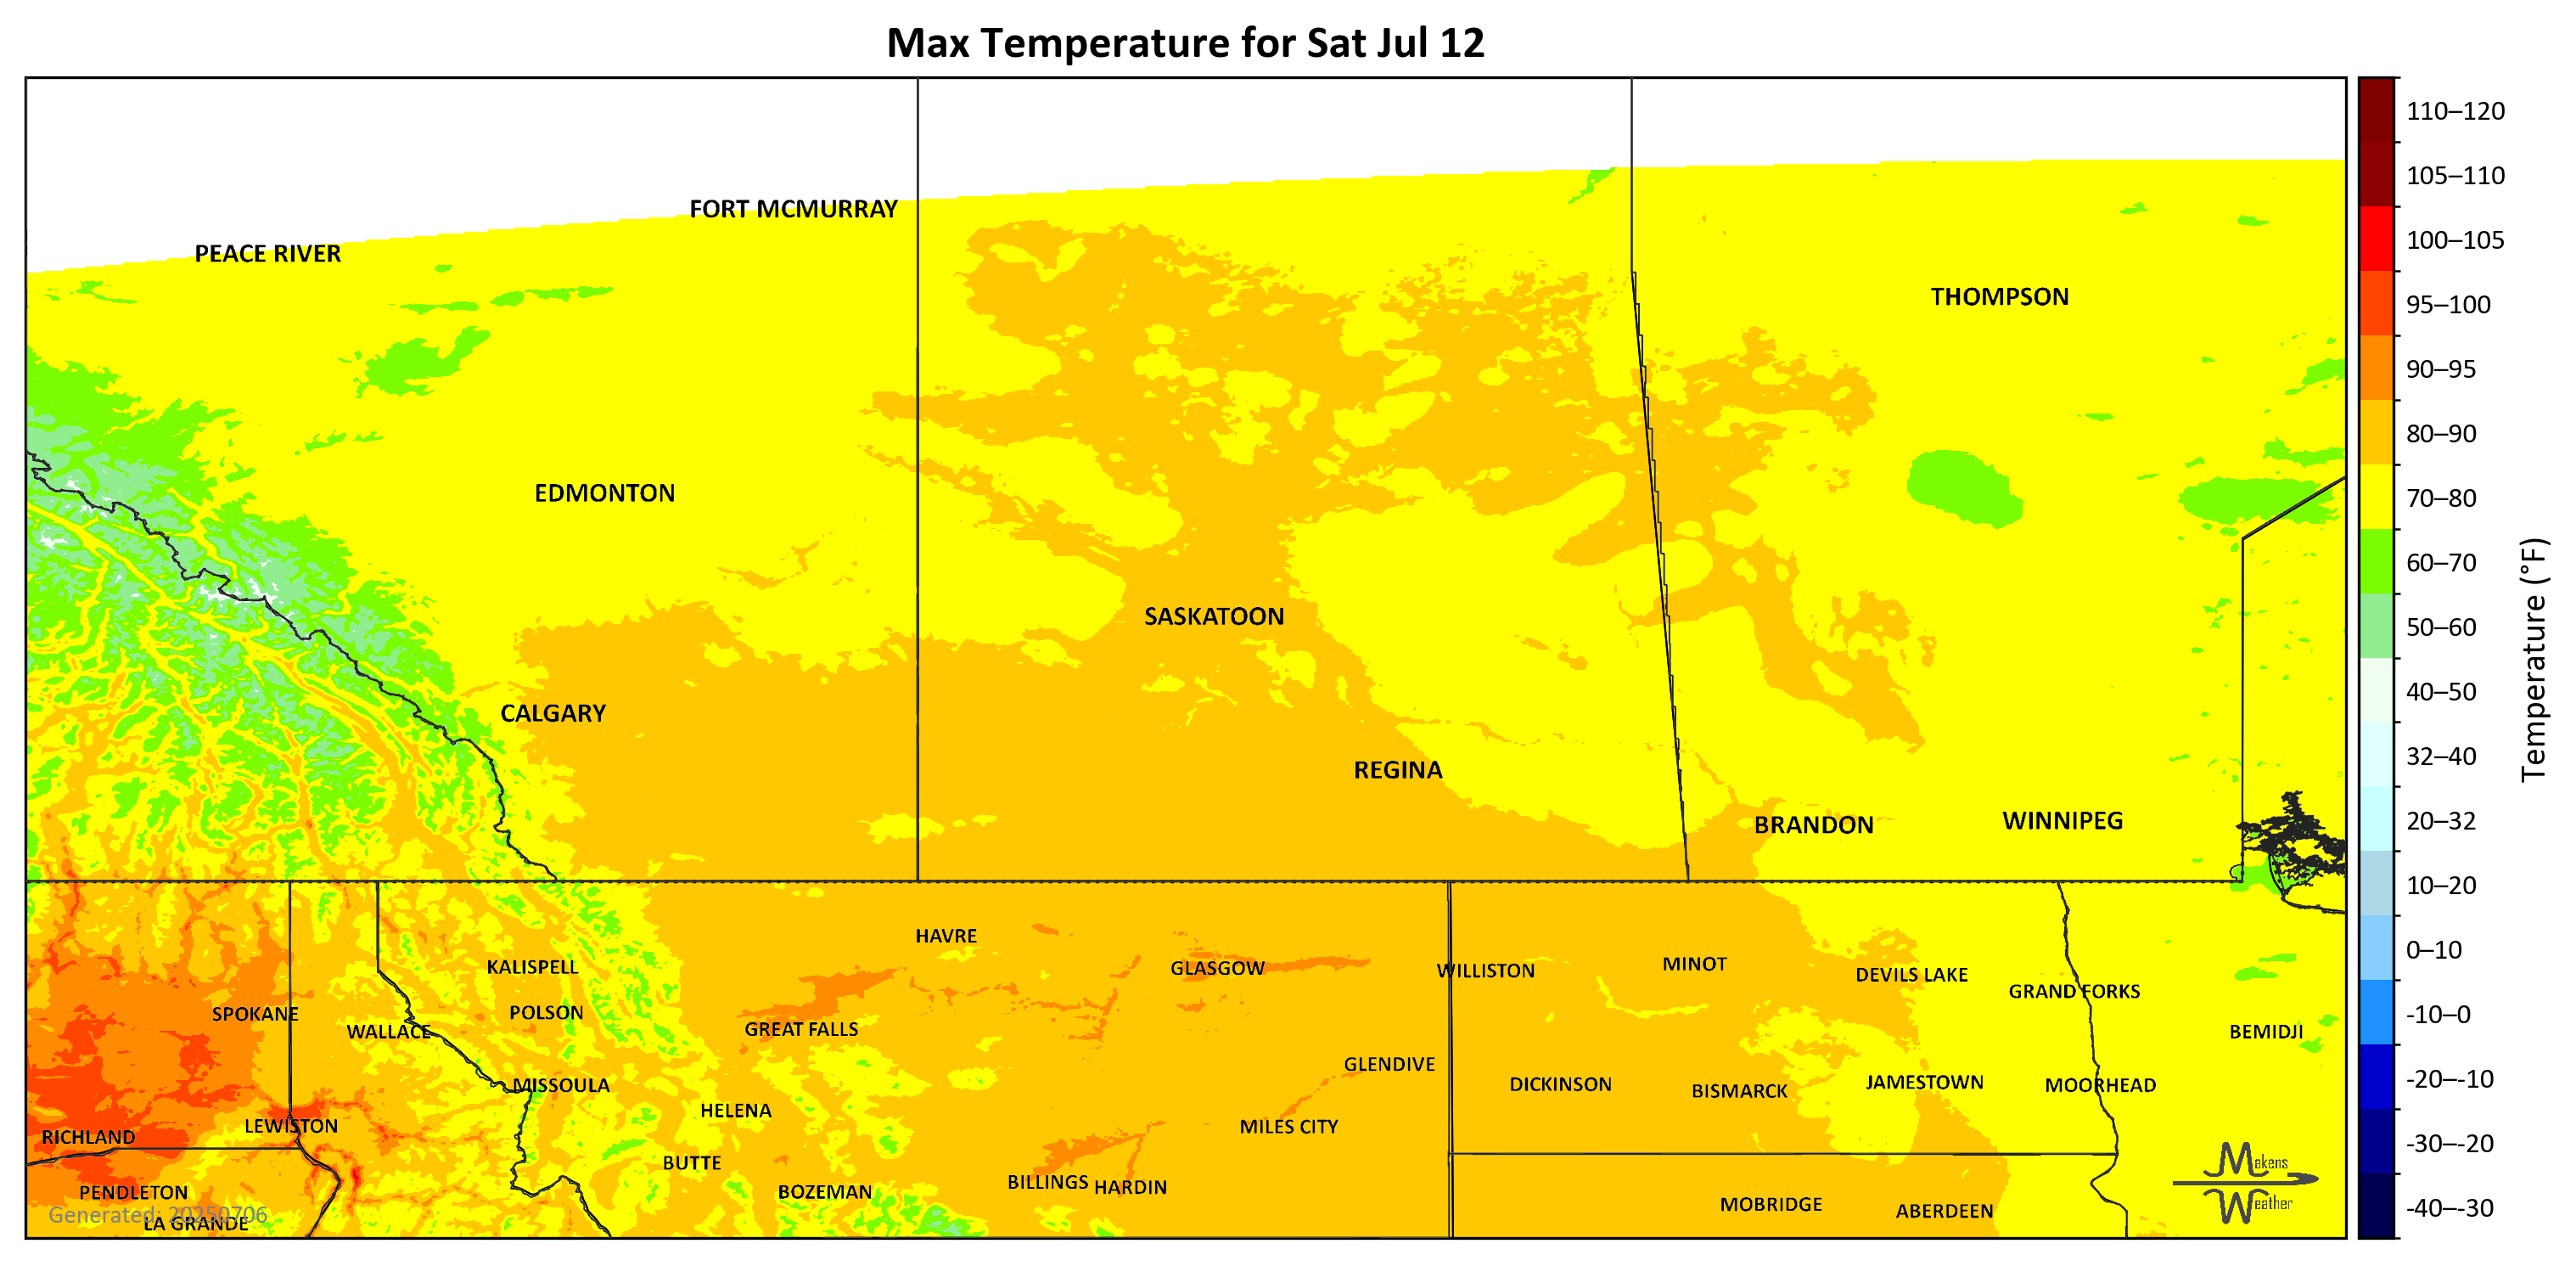 Max Temperature for Sat Jul 12
FORT MCMURRAY
PEACE RIVER
THOMPSON
EDMONTON
SASKATOON
CALGARY
REGINA
BRANDON
WINNIPEG
HAVRE
KALISPELL
GLASGOW
WILLISTON
MINOT
DEVILS LAKE
GRAND FORKS
SPOKANE
POLSON
WALLACE
GREAT FALLS
BEMIDJI
GLENDIVE
MISSOULA
DICKINSON
BISMARCK
JAMESTOWN
MOORHEAD
HELENA
LEWISTON
MILES CITY
RICHLAND
BUTTE
BILLINGS
HARDIN
PENDLETON
BOZEMAN
MOBRIDGE
ABERDEEN
Generated: 20250706
LA GRANDE
Makens
Weather
110–120
105–110
100–105
95–100
90–95
80–90
70–80
60–70
50–60
40–50
32–40
20–32
10–20
0–10
-10–0
-20–-10
-30–-20
-40–-30
Temperature (°F)